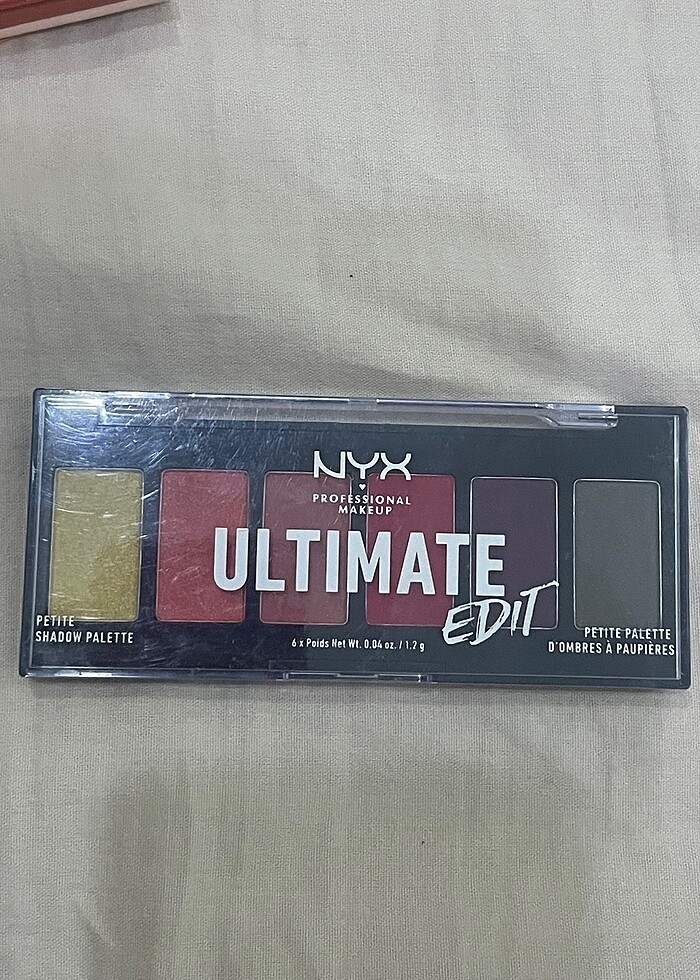 NYX
PROFESSIONAL
MAKEUP
ULTIMATE
EDIT
PETITE
SHADOW PALETTE
6 x Poids Net Wt. 0.04 oz. / 1.2 g
PETITE PALETTE
D'OMBRES À PAUPIÈRES